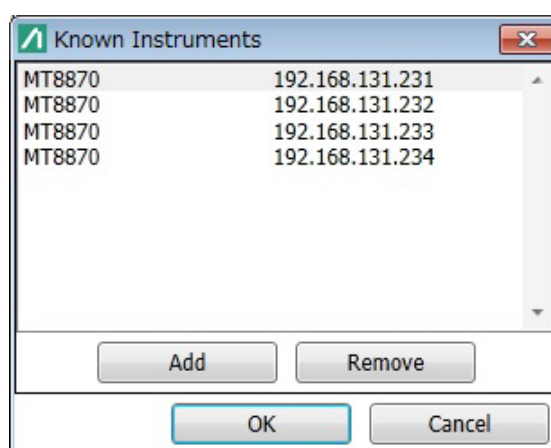 Known Instruments
MT8870 192.168.131.231
MT8870 192.168.131.232
MT8870 192.168.131.233
MT8870 192.168.131.234
Add Remove
OK Cancel